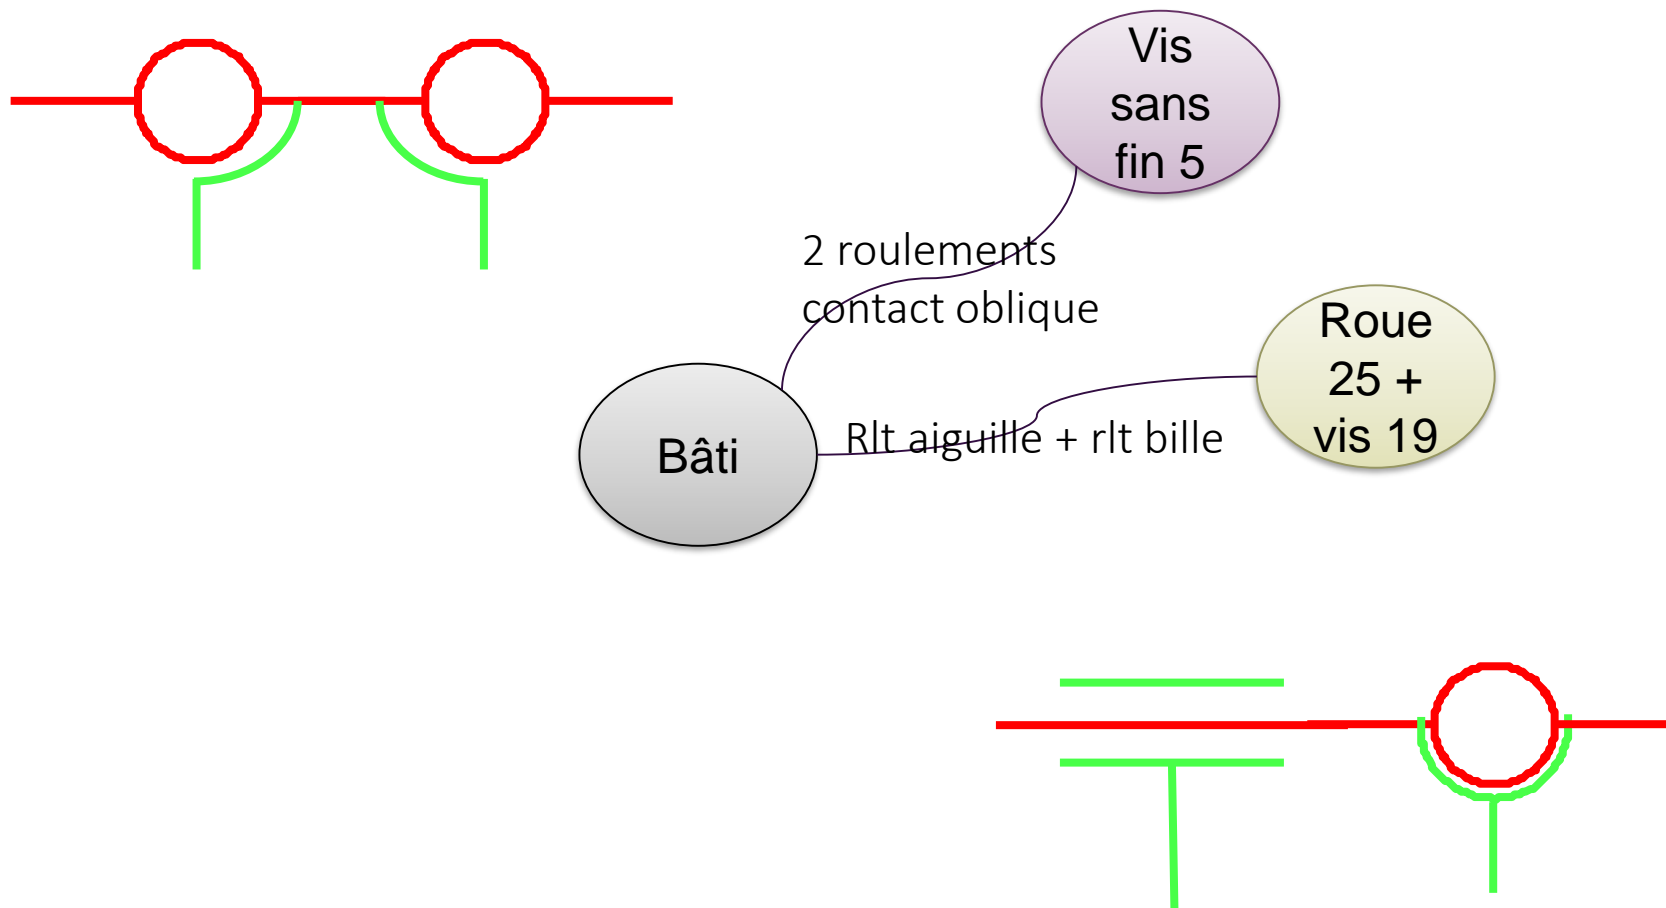 Vis
sans
fin 5
2 roulements
contact oblique
Roue
25 +
vis 19
Bâti
Rlt aiguille + rlt bille